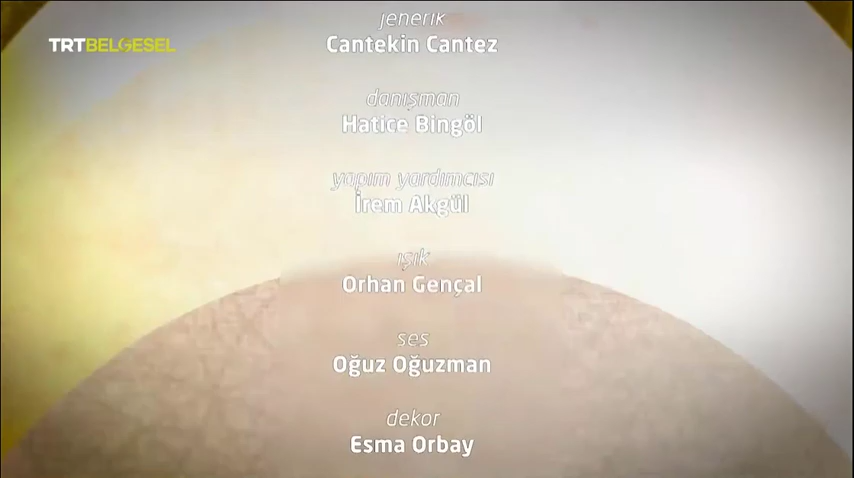 jenerik
TRTBELGESEL
Cantekin Cantez
danışman
Hatice Bingöl
yapım yardımcısı
İrem Akgül
ışık
Orhan Gençal
ses
Oğuz Oğuzman
dekor
Esma Orbay